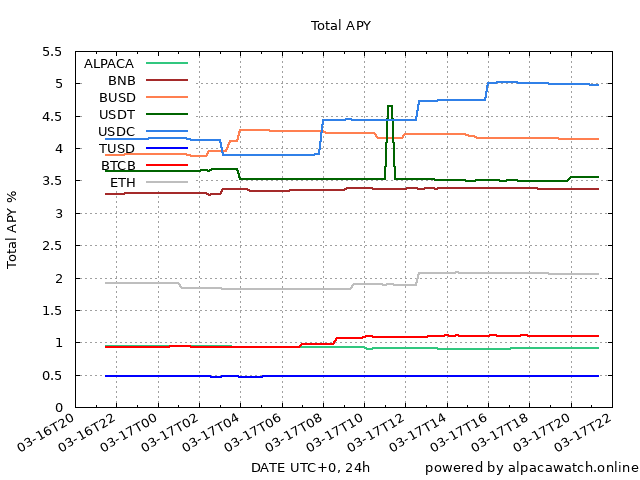 Total APY
5.5
5
4.5
4
3.5
3
2.5
2
1.5
1
0.5
0
Total APY %
ALPACA
BNB
BUSD
USDT
USDC
TUSD
BTCB
ETH
03-16T20
03-16T22
03-17T00
03-17T02
03-17T04
03-17T06
03-17T08
03-17T10
03-17T12
03-17T14
03-17T16
03-17T18
03-17T20
03-17T22
DATE UTC+0, 24h
powered by alpacawatch.online